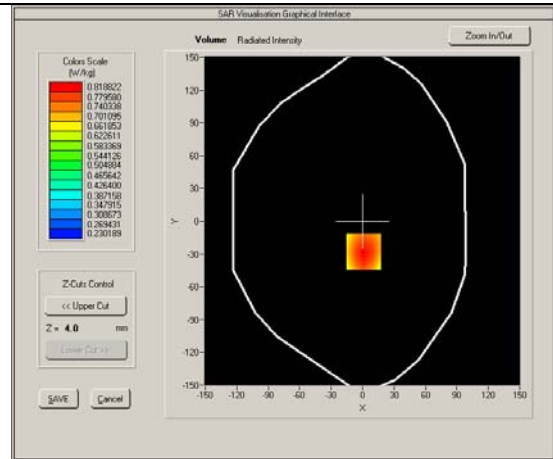 SAR Visualisation Graphical Interface
Volume Radiated Intensity
Zoom In/Out
Colors Scale
(W/kg)
0.818822
0.779580
0.740338
0.701095
0.661853
0.622611
0.583369
0.544126
0.504884
0.465642
0.426400
0.387158
0.347915
0.308673
0.269431
0.230189
Z-Cuts Control
<< Upper Cut
Z = 4.0 mm
Lower Cut >>
SAVE Cancel
150
120
90
60
30
0
-30
-60
-90
-120
-150
Y
-150 -120 -90 -60 -30 0 30 60 90 120 150
X